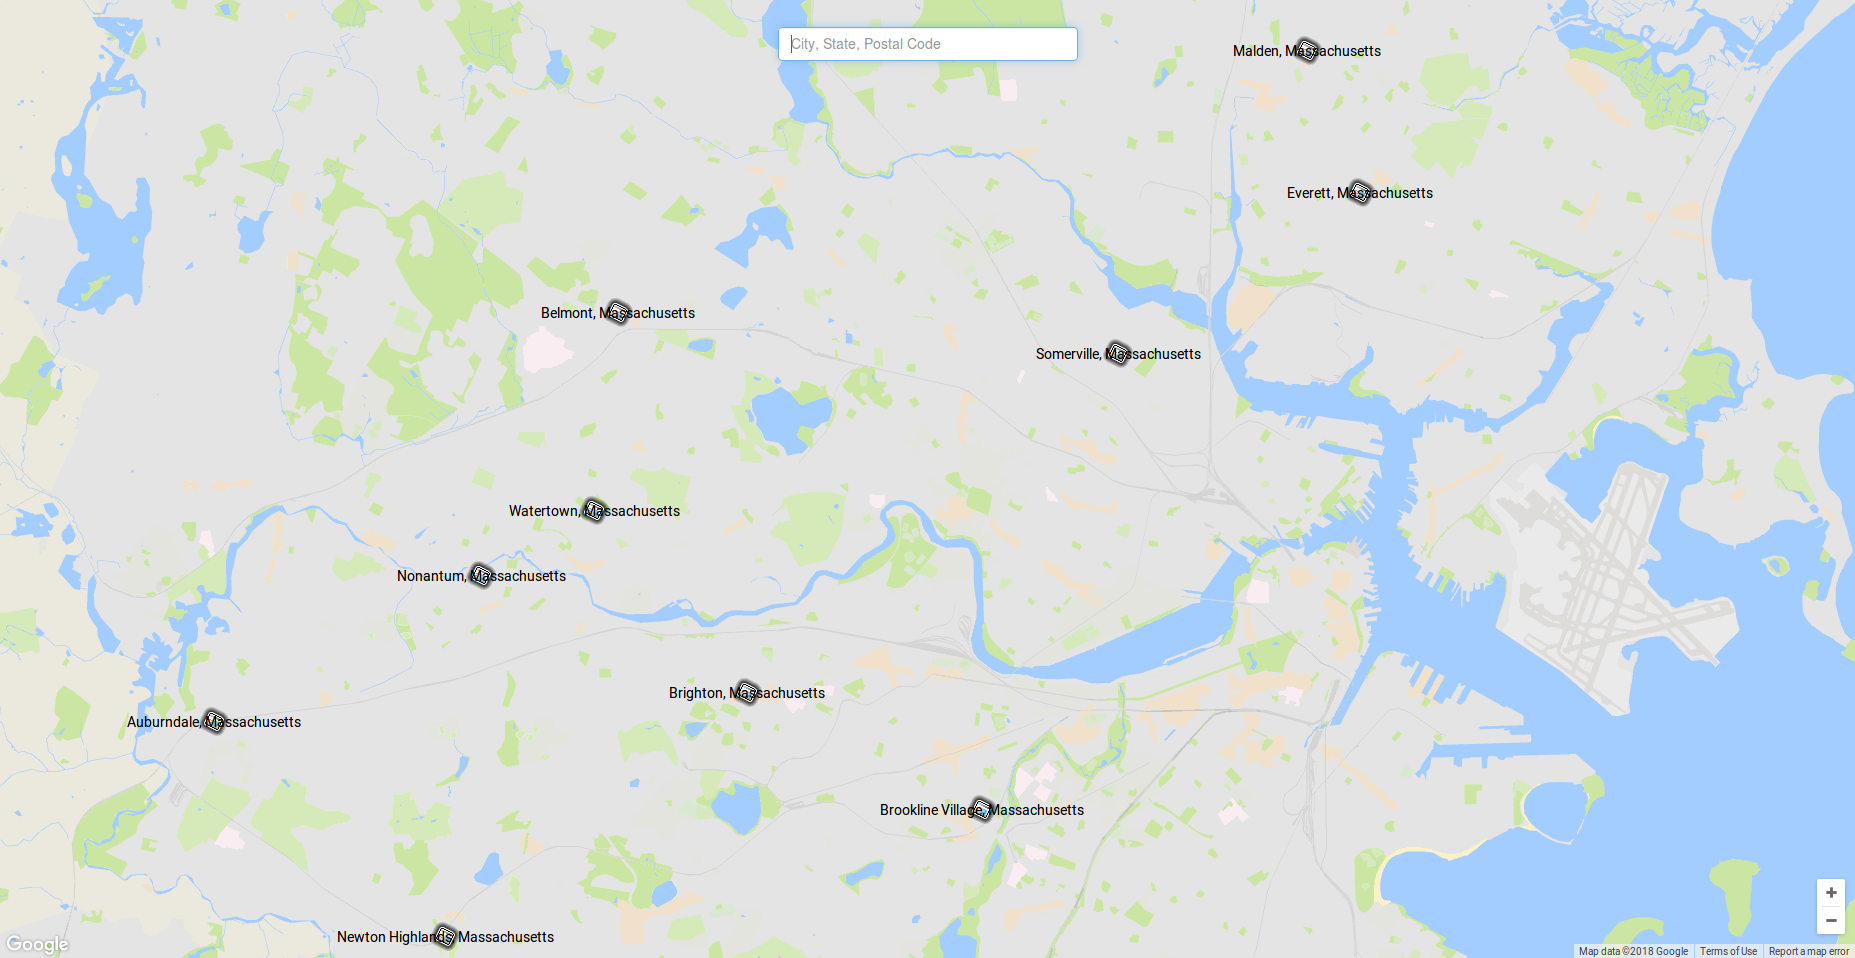 City, State, Postal Code
Malden, Massachusetts
Everett, Massachusetts
Belmont, Massachusetts
Somerville, Massachusetts
Watertown, Massachusetts
Nonantum, Massachusetts
Brighton, Massachusetts
Auburndale, Massachusetts
Brookline Village, Massachusetts
Newton Highlands, Massachusetts
+
−
Google
Map data ©2018 Google
Terms of Use
Report a map error